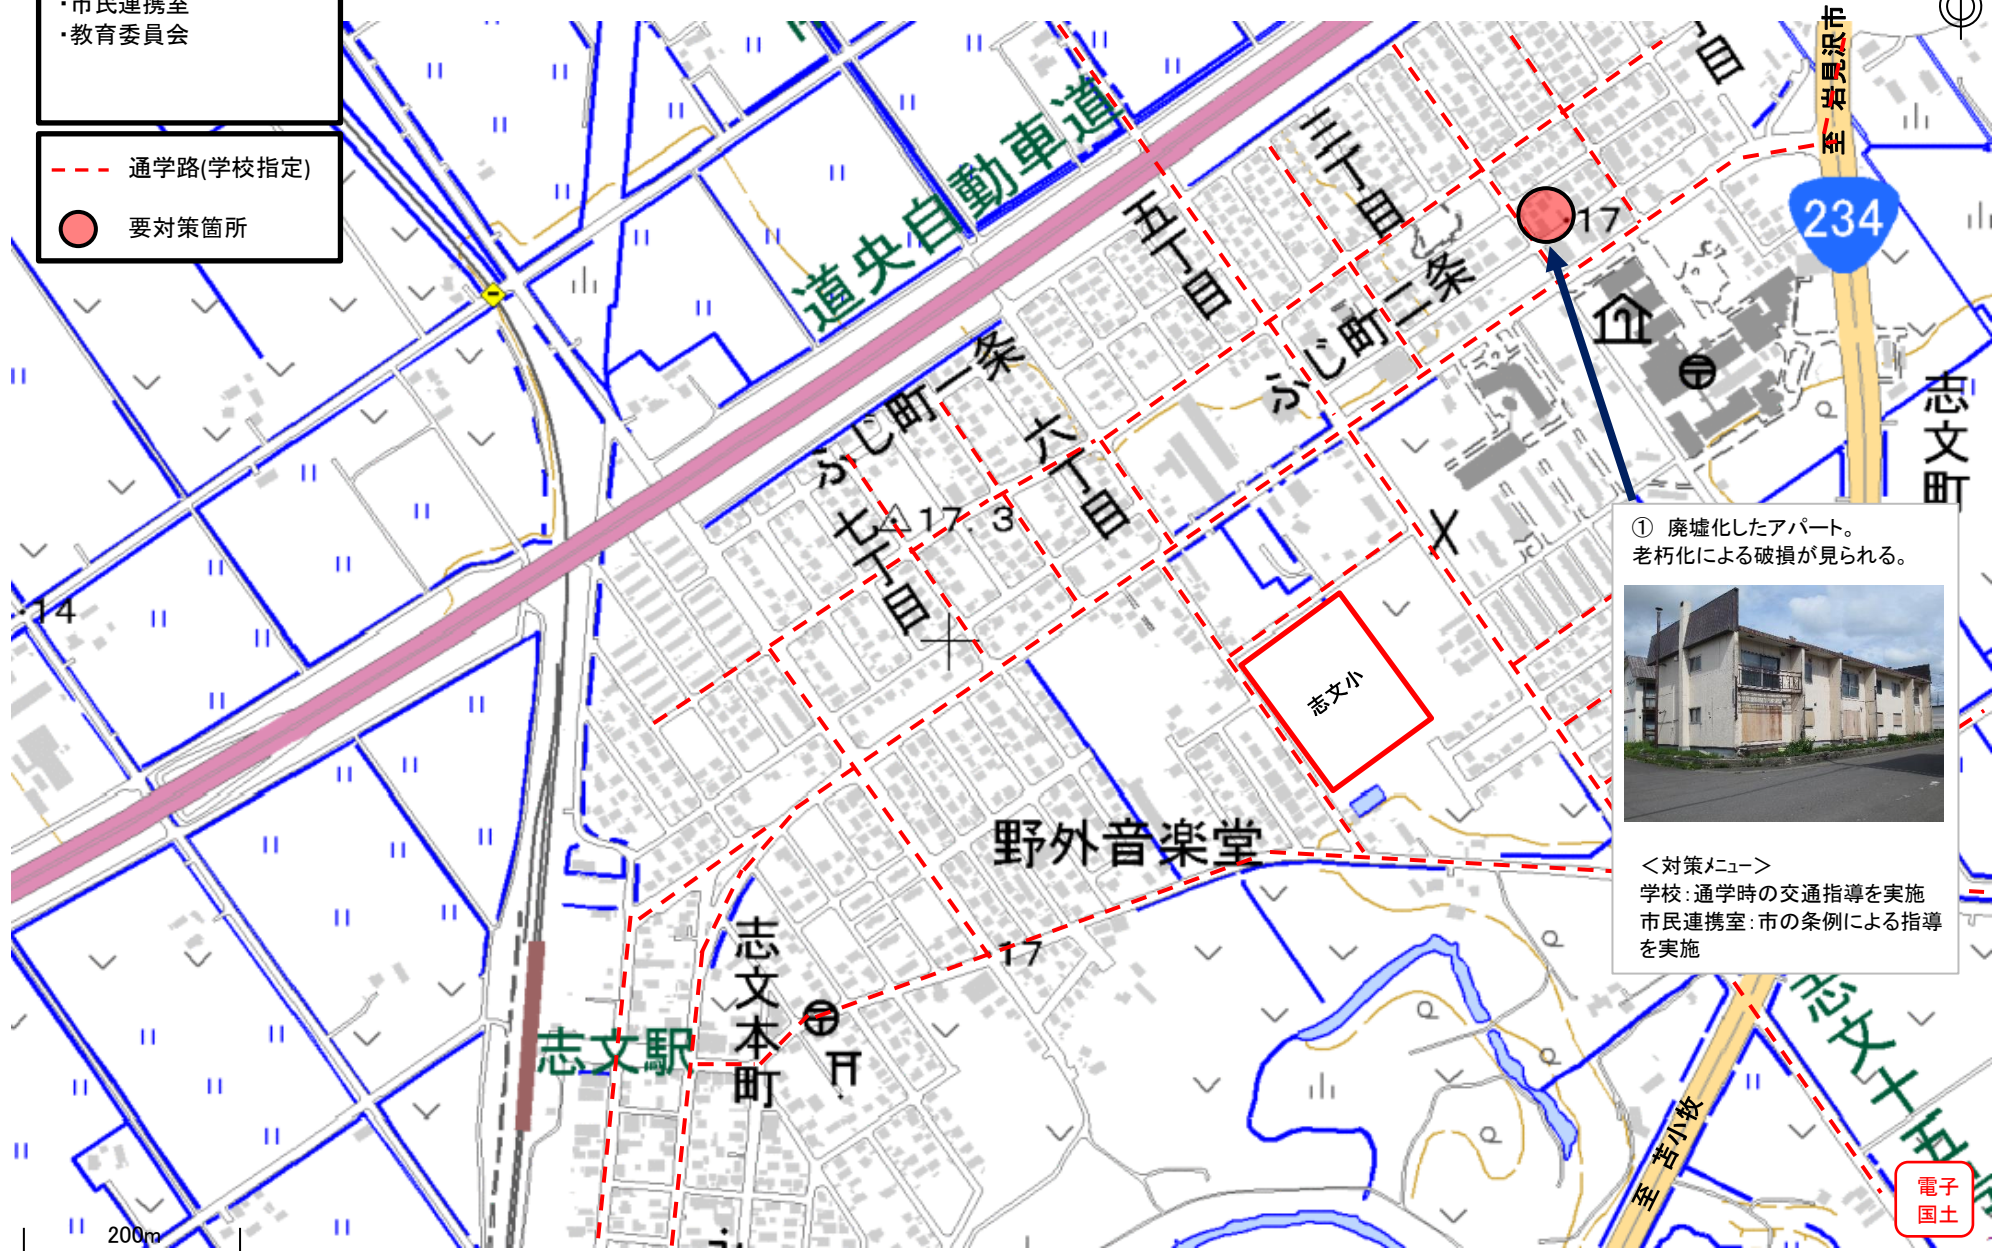 ・市民連携室
・教育委員会
通学路(学校指定)
要対策箇所
道央自動車道
至 岩見沢市
234
三丁目
五丁目
ふじ町二条
17
ふじ町一条
六丁目
七丁目
17.3
志文町
14
志文小
① 廃墟化したアパート。
老朽化による破損が見られる。
<対策メニュー>
学校:通学時の交通指導を実施
市民連携室:市の条例による指導
を実施
野外音楽堂
17
志文本町
志文駅
志文十五
至 苫小牧
電子
国土
200m